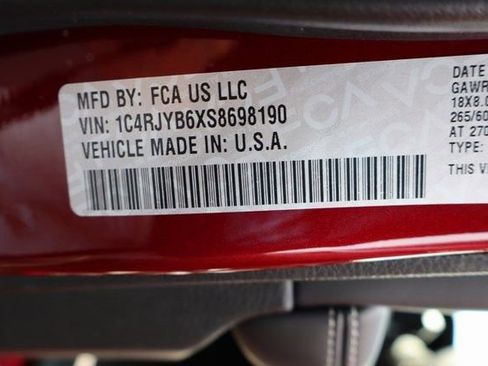 MFD BY: FCA US LLC
VIN: 1C4RJYB6XS8698190
VEHICLE MADE IN: U.S.A.
DATE
GAWR
18X8.0
265/60
AT 270
TYPE:
THIS V